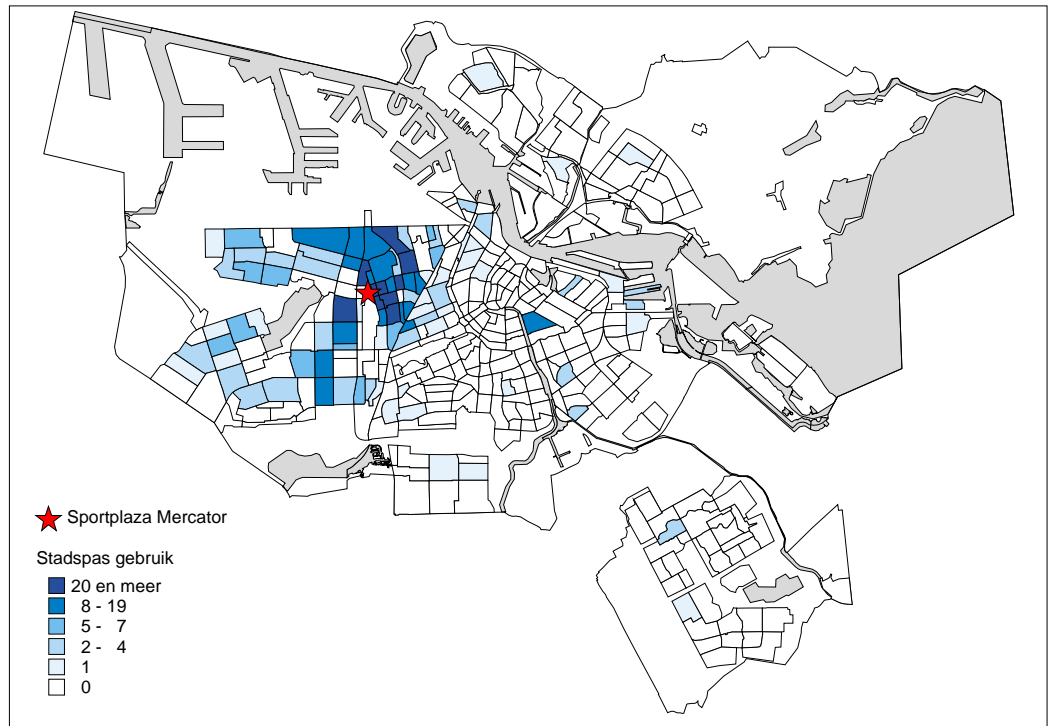 Sportplaza Mercator
Stadspas gebruik
20 en meer
8 - 19
5 - 7
2 - 4
1
0